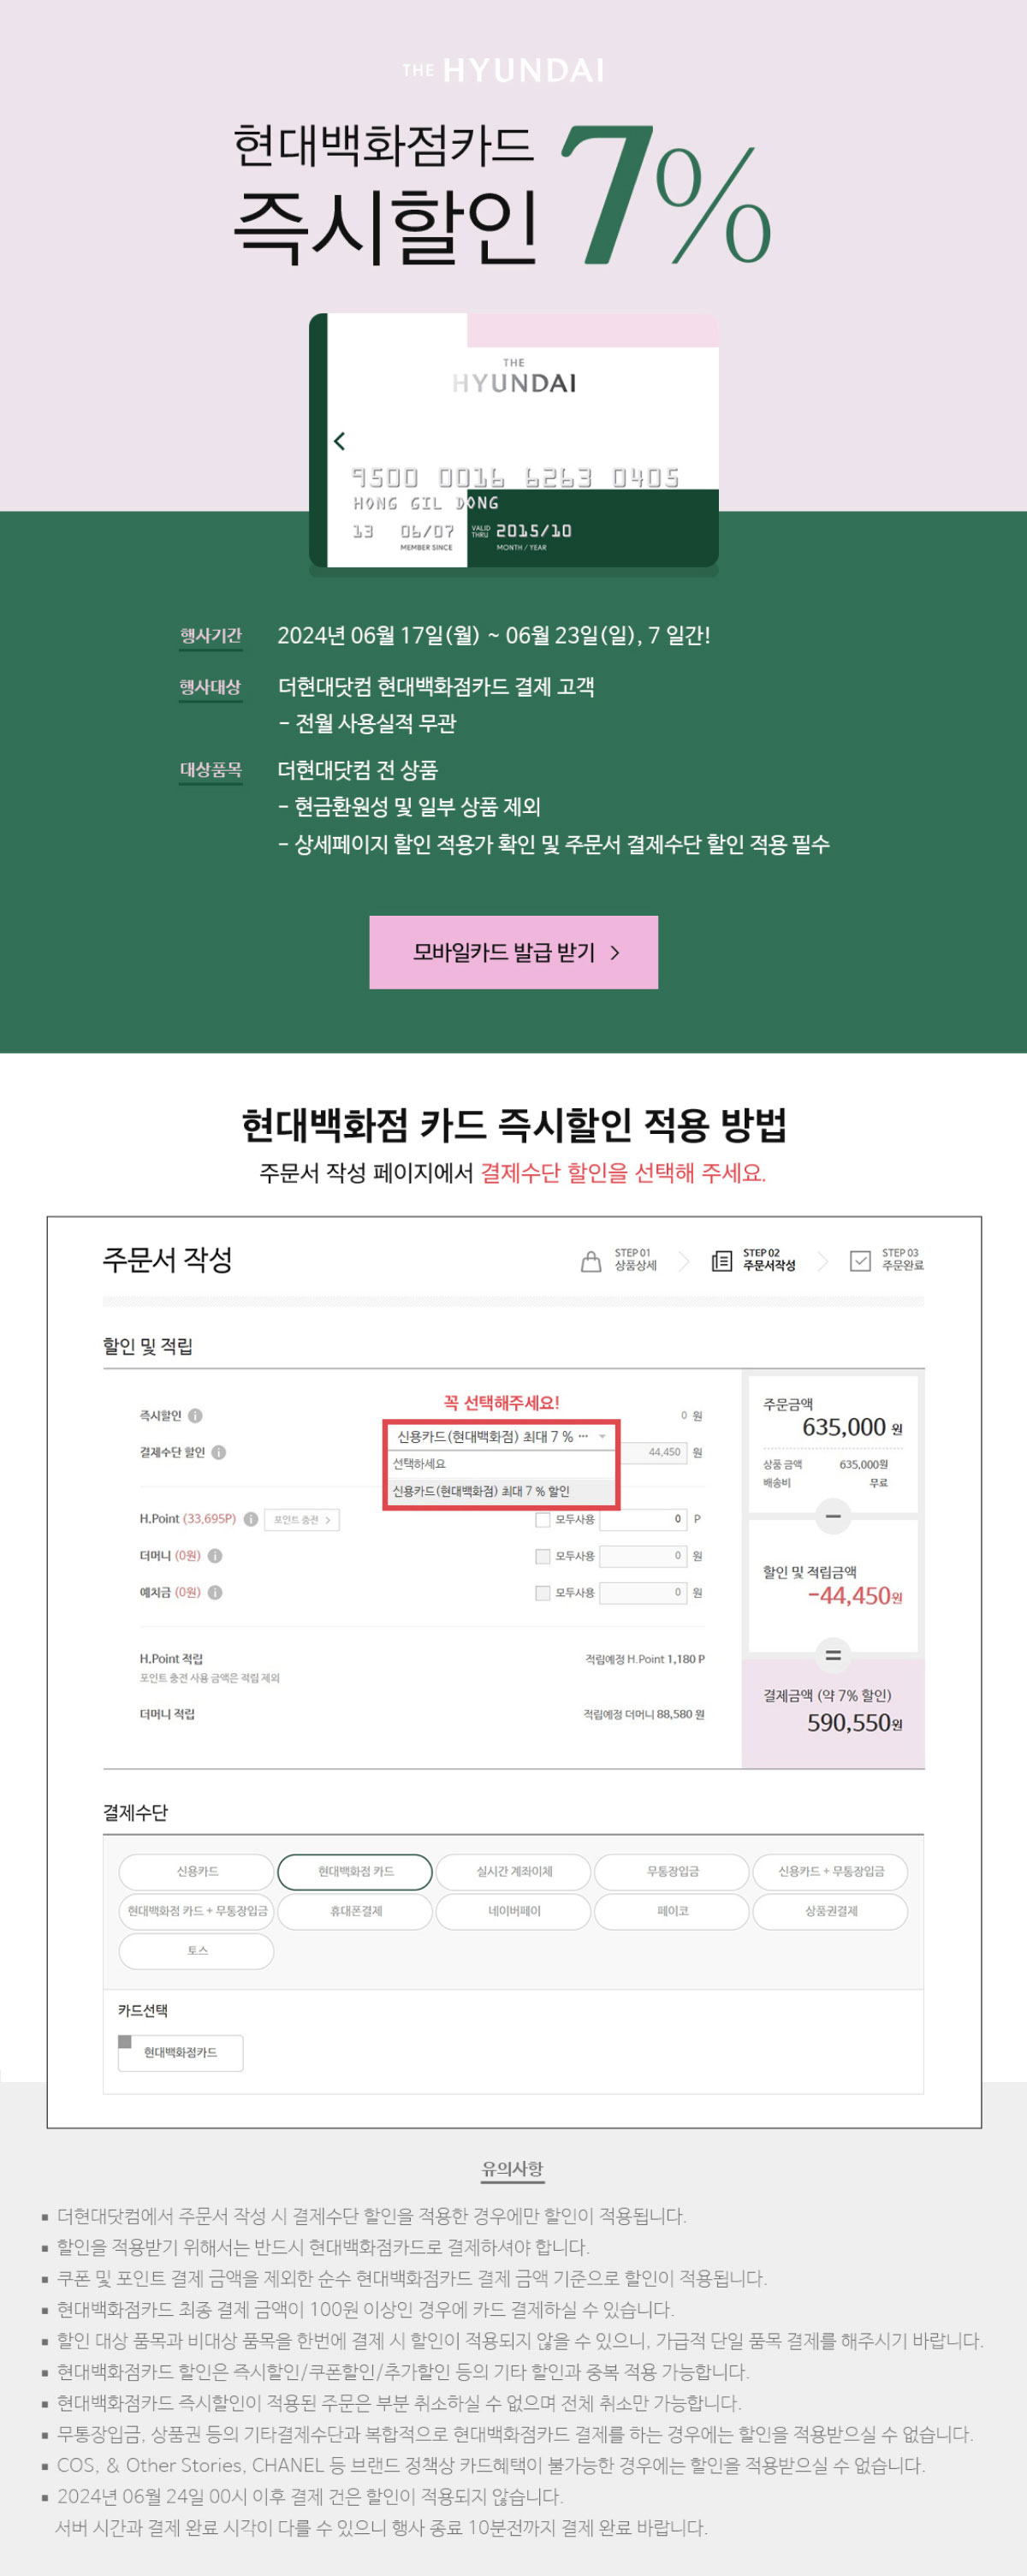 THE HYUNDAI
현대백화점카드
즉시할인 7%
THE
HYUNDAI
9500 0016 6263 0405
HONG GIL DONG
13 06/07 VALID THRU 2015/10
MEMBER SINCE MONTH / YEAR
행사기간 2024년 06월 17일(월) ~ 06월 23일(일), 7 일간!
행사대상 더현대닷컴 현대백화점카드 결제 고객
- 전월 사용실적 무관
대상품목 더현대닷컴 전 상품
- 현금환원성 및 일부 상품 제외
- 상세페이지 할인 적용가 확인 및 주문서 결제수단 할인 적용 필수
모바일카드 발급 받기 >
현대백화점 카드 즉시할인 적용 방법
주문서 작성 페이지에서 결제수단 할인을 선택해 주세요.
주문서 작성
STEP 01 상품상세
STEP 02 주문서작성
STEP 03 주문완료
할인 및 적립
꼭 선택해주세요!
즉시할인 0 원
결제수단 할인 신용카드(현대백화점) 최대 7 % ··· 44,450 원
선택하세요
신용카드(현대백화점) 최대 7 % 할인
H.Point (33,695P) 포인트 충전 > 모두사용 0 P
더머니 (0원) 모두사용 0 원
예치금 (0원) 모두사용 0 원
H.Point 적립 적립예정 H.Point 1,180 P
포인트 충전 사용 금액은 적립 제외
더머니 적립 적립예정 더머니 88,580 원
주문금액
635,000 원
상품 금액 635,000원
배송비 무료
할인 및 적립금액
-44,450원
결제금액 (약 7% 할인)
590,550원
결제수단
신용카드 현대백화점 카드 실시간 계좌이체 무통장입금 신용카드 + 무통장입금
현대백화점 카드 + 무통장입금 휴대폰결제 네이버페이 페이코 상품권결제
토스
카드선택
현대백화점카드
유의사항
▪ 더현대닷컴에서 주문서 작성 시 결제수단 할인을 적용한 경우에만 할인이 적용됩니다.
▪ 할인을 적용받기 위해서는 반드시 현대백화점카드로 결제하셔야 합니다.
▪ 쿠폰 및 포인트 결제 금액을 제외한 순수 현대백화점카드 결제 금액 기준으로 할인이 적용됩니다.
▪ 현대백화점카드 최종 결제 금액이 100원 이상인 경우에 카드 결제하실 수 있습니다.
▪ 할인 대상 품목과 비대상 품목을 한번에 결제 시 할인이 적용되지 않을 수 있으니, 가급적 단일 품목 결제를 해주시기 바랍니다.
▪ 현대백화점카드 할인은 즉시할인/쿠폰할인/추가할인 등의 기타 할인과 중복 적용 가능합니다.
▪ 현대백화점카드 즉시할인이 적용된 주문은 부분 취소하실 수 없으며 전체 취소만 가능합니다.
▪ 무통장입금, 상품권 등의 기타결제수단과 복합적으로 현대백화점카드 결제를 하는 경우에는 할인을 적용받으실 수 없습니다.
▪ COS, & Other Stories, CHANEL 등 브랜드 정책상 카드혜택이 불가능한 경우에는 할인을 적용받으실 수 없습니다.
▪ 2024년 06월 24일 00시 이후 결제 건은 할인이 적용되지 않습니다.
서버 시간과 결제 완료 시각이 다를 수 있으니 행사 종료 10분전까지 결제 완료 바랍니다.